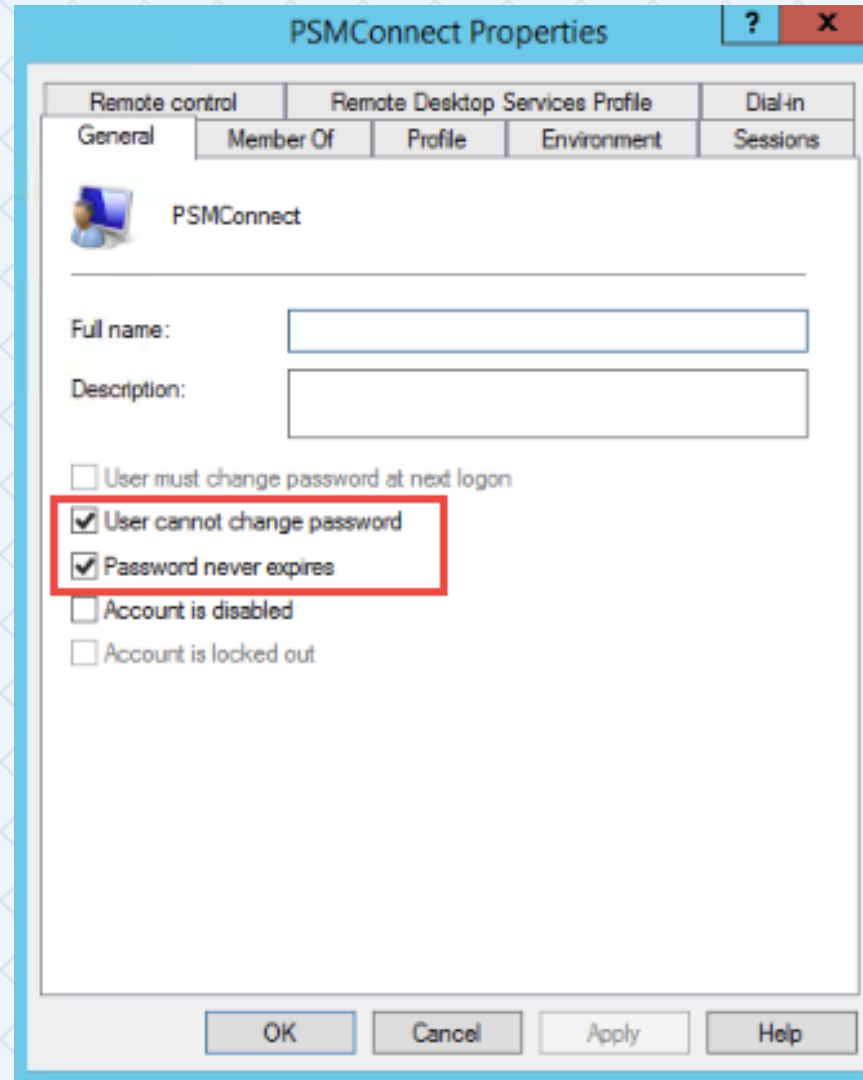 PSMConnect Properties
?
x
Remote control
Remote Desktop Services Profile
Dial-in
General
Member Of
Profile
Environment
Sessions
PSMConnect
Full name:
Description:
User must change password at next logon
User cannot change password
Password never expires
Account is disabled
Account is locked out
OK
Cancel
Apply
Help